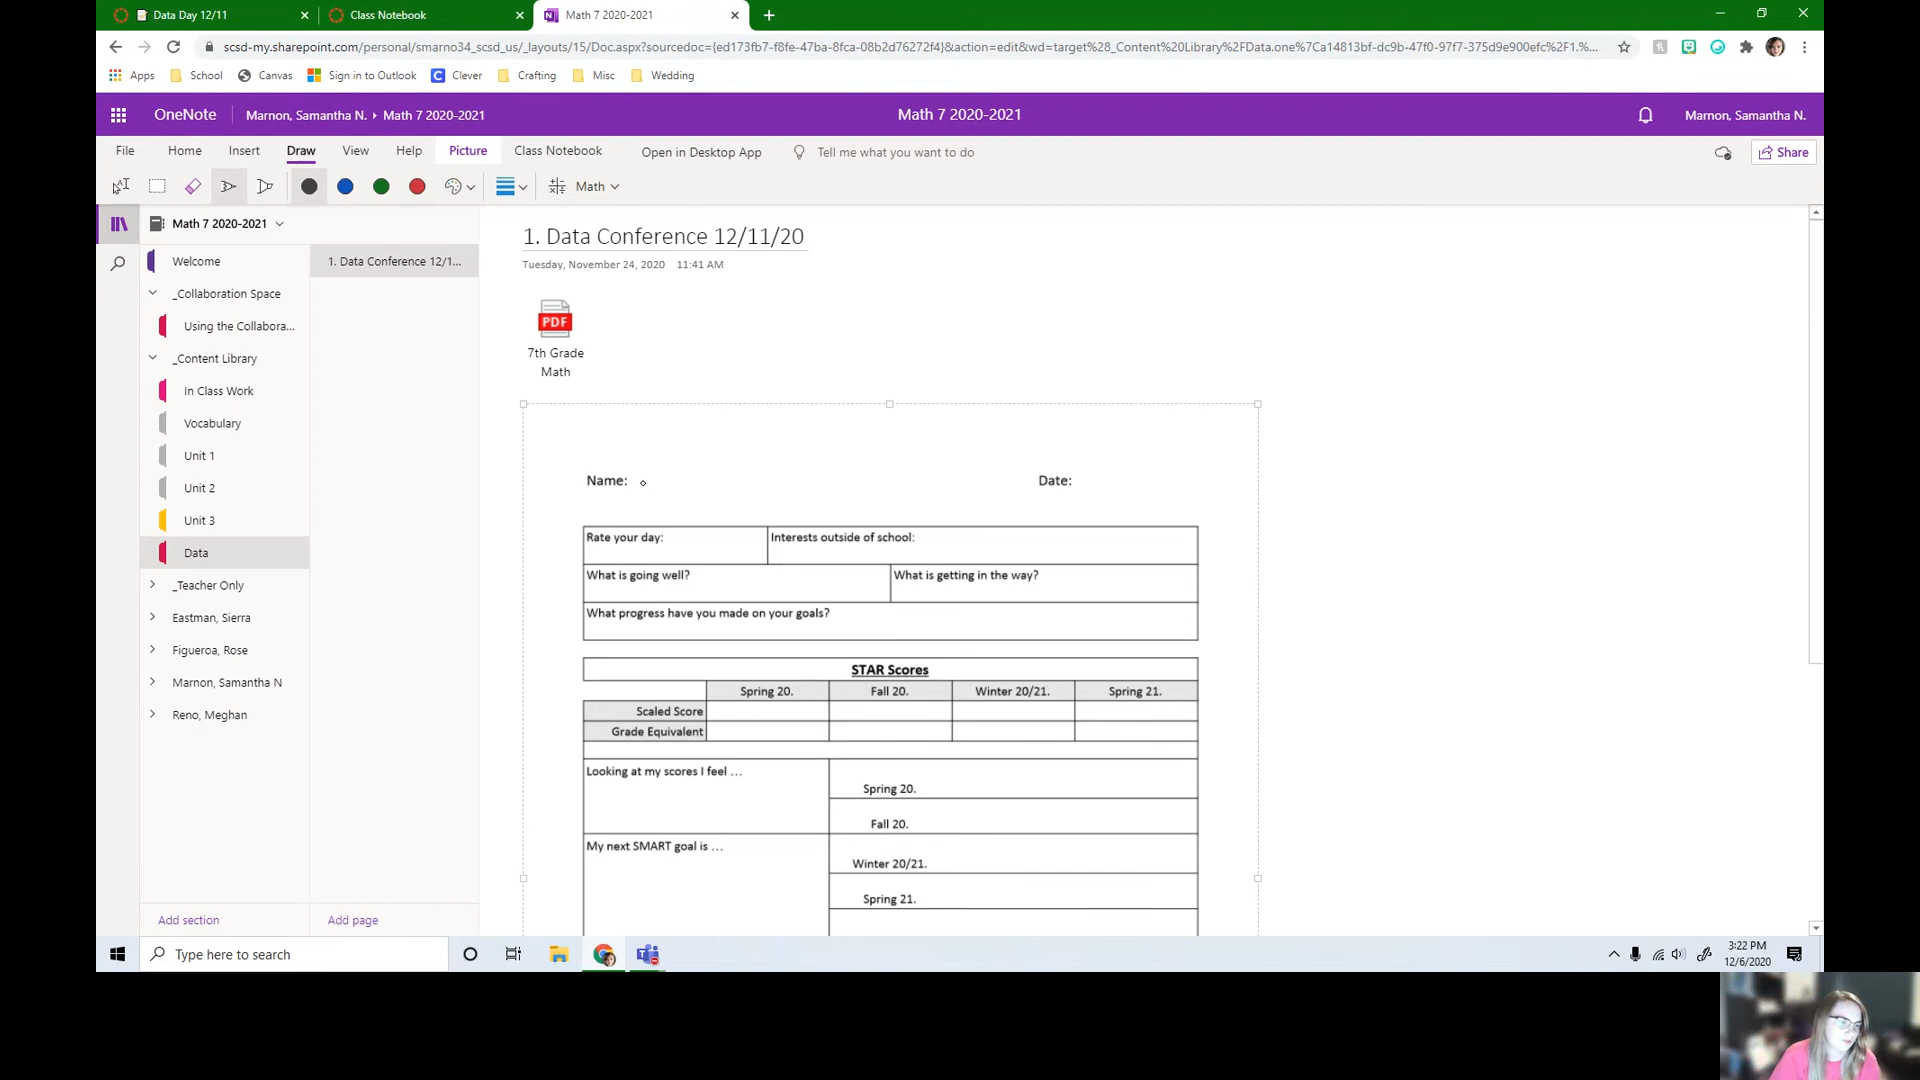 Data Day 12/11
Class Notebook
Math 7 2020-2021
scsd-my.sharepoint.com/personal/smarno34_scsd_us/_layouts/15/Doc.aspx?sourcedoc={ed173fb7-f8fe-47ba-8fca-08b2d76272f4}&action=edit&wd=target%28_Content%20Library%2FData.one%7Ca14813bf-dc9b-47f0-97f7-375d9e900efc%2F1.%...
Apps School Canvas Sign in to Outlook Clever Crafting Misc Wedding
OneNote Marnon, Samantha N. Math 7 2020-2021
Math 7 2020-2021
Marnon, Samantha N.
File Home Insert Draw View Help Picture Class Notebook Open in Desktop App Tell me what you want to do Share
Math
Math 7 2020-2021
Welcome
_Collaboration Space
Using the Collabora...
_Content Library
In Class Work
Vocabulary
Unit 1
Unit 2
Unit 3
Data
_Teacher Only
Eastman, Sierra
Figueroa, Rose
Marnon, Samantha N
Reno, Meghan
Add section
1. Data Conference 12/1...
Add page
1. Data Conference 12/11/20
Tuesday, November 24, 2020 11:41 AM
PDF
7th Grade
Math
Name: Date:
Rate your day: Interests outside of school:
What is going well? What is getting in the way?
What progress have you made on your goals?
STAR Scores
Spring 20. Fall 20. Winter 20/21. Spring 21.
Scaled Score
Grade Equivalent
Looking at my scores I feel ...
Spring 20.
Fall 20.
My next SMART goal is ...
Winter 20/21.
Spring 21.
Type here to search
3:22 PM
12/6/2020